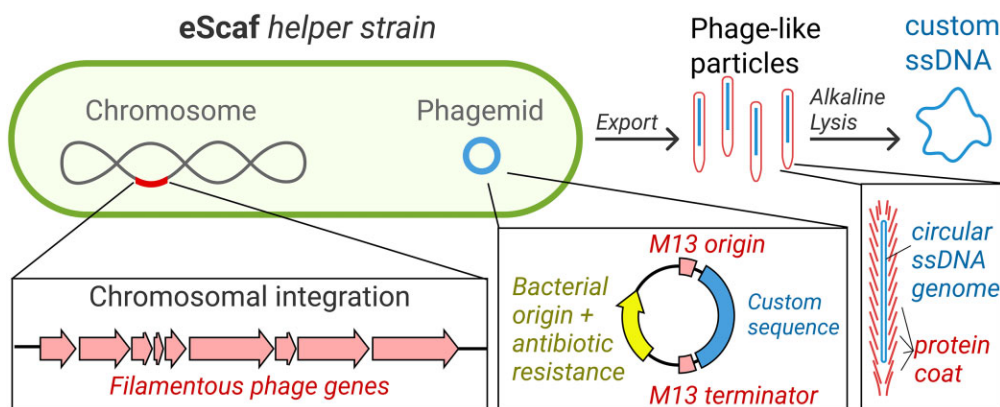 eScaf helper strain
Chromosome
Phagemid
Export
Phage-like
particles
Alkaline
Lysis
custom
ssDNA
Chromosomal integration
Filamentous phage genes
M13 origin
Bacterial
origin +
antibiotic
resistance
Custom
sequence
M13 terminator
circular
ssDNA
genome
protein
coat